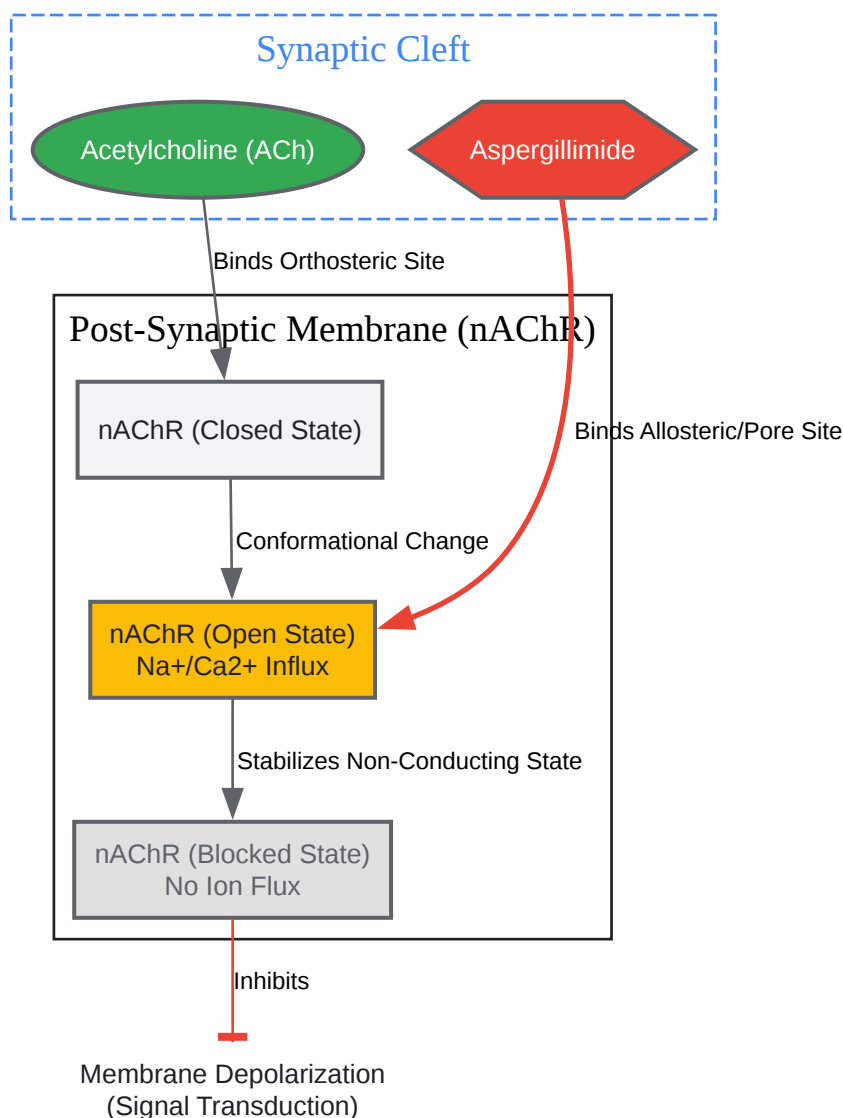 Synaptic Cleft
Acetylcholine (ACh)
Aspergillimide
Binds Orthosteric Site
Post-Synaptic Membrane (nAChR)
nAChR (Closed State)
Binds Allosteric/Pore Site
Conformational Change
nAChR (Open State)
Na+/Ca2+ Influx
Stabilizes Non-Conducting State
nAChR (Blocked State)
No Ion Flux
Inhibits
Membrane Depolarization
(Signal Transduction)